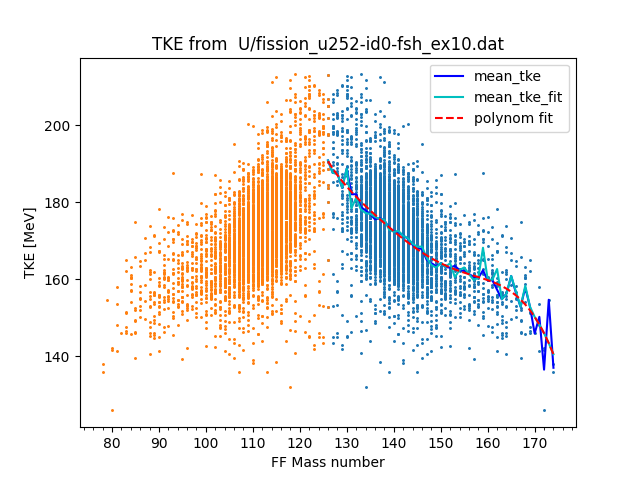 TKE from  U/fission_u252-id0-fsh_ex10.dat
mean_tke
mean_tke_fit
polynom fit
TKE [MeV]
200
180
160
140
80 90 100 110 120 130 140 150 160 170
FF Mass number